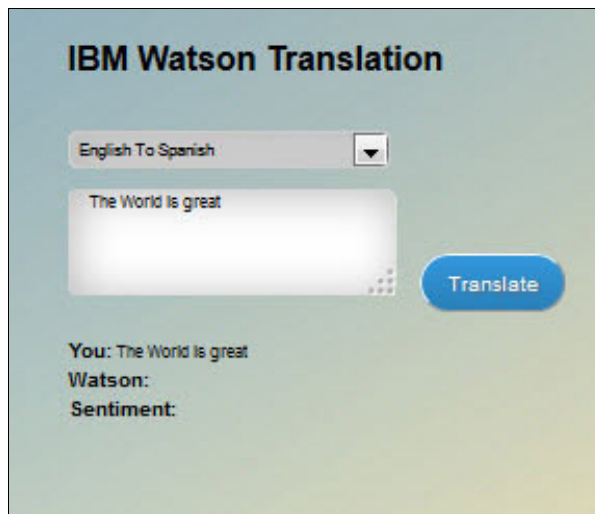 IBM Watson Translation
English To Spanish
The World is great
Translate
You: The World is great
Watson:
Sentiment: